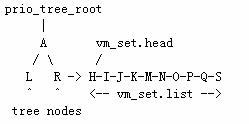 prio_tree_root
|
A vm_set.head
/ \ /
L R -> H-I-J-K-M-N-O-P-Q-S
^ ^ <-- vm_set.list -->
tree nodes